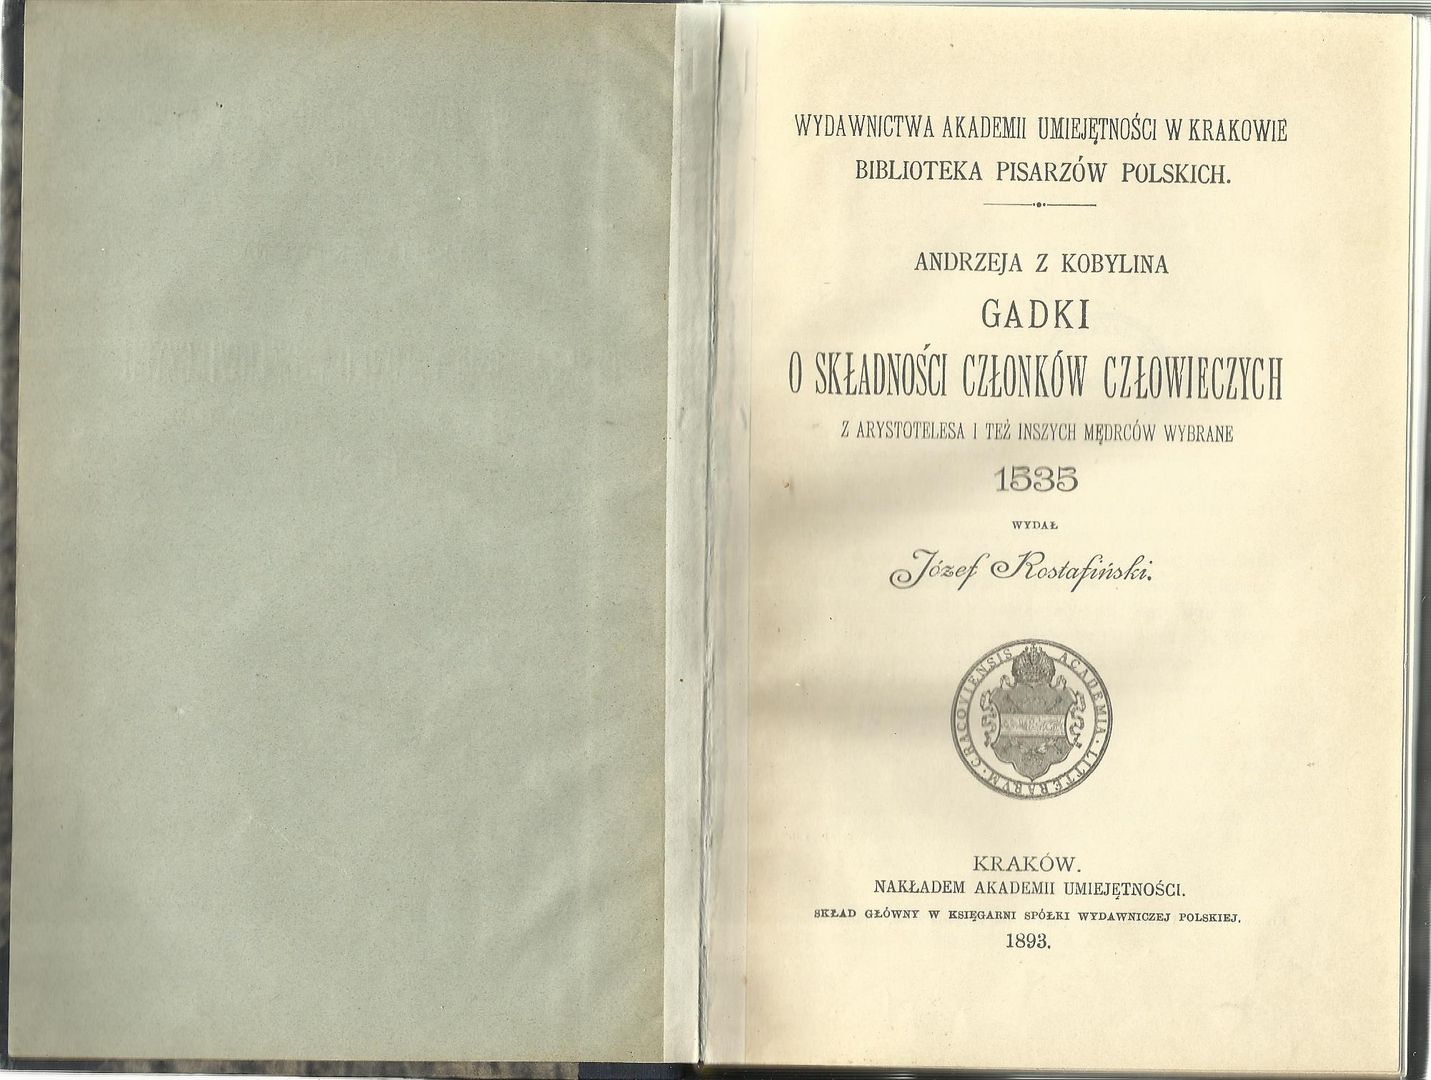 WYDAWNICTWA AKADEMII UMIEJĘTNOŚCI W KRAKOWIE
BIBLIOTEKA PISARZÓW POLSKICH.
ANDRZEJA Z KOBYLINA
GADKI
O SKŁADNOŚCI CZŁONKÓW CZŁOWIECZYCH
Z ARYSTOTELESA I TEŻ INSZYCH MĘDRCÓW WYBRANE
1535
WYDAŁ
Józef Rostafiński.
ACADEMIA · LITTERARVM · CRACOVIENSIS
KRAKÓW.
NAKŁADEM AKADEMII UMIEJĘTNOŚCI.
SKŁAD GŁÓWNY W KSIĘGARNI SPÓŁKI WYDAWNICZEJ POLSKIEJ.
1893.